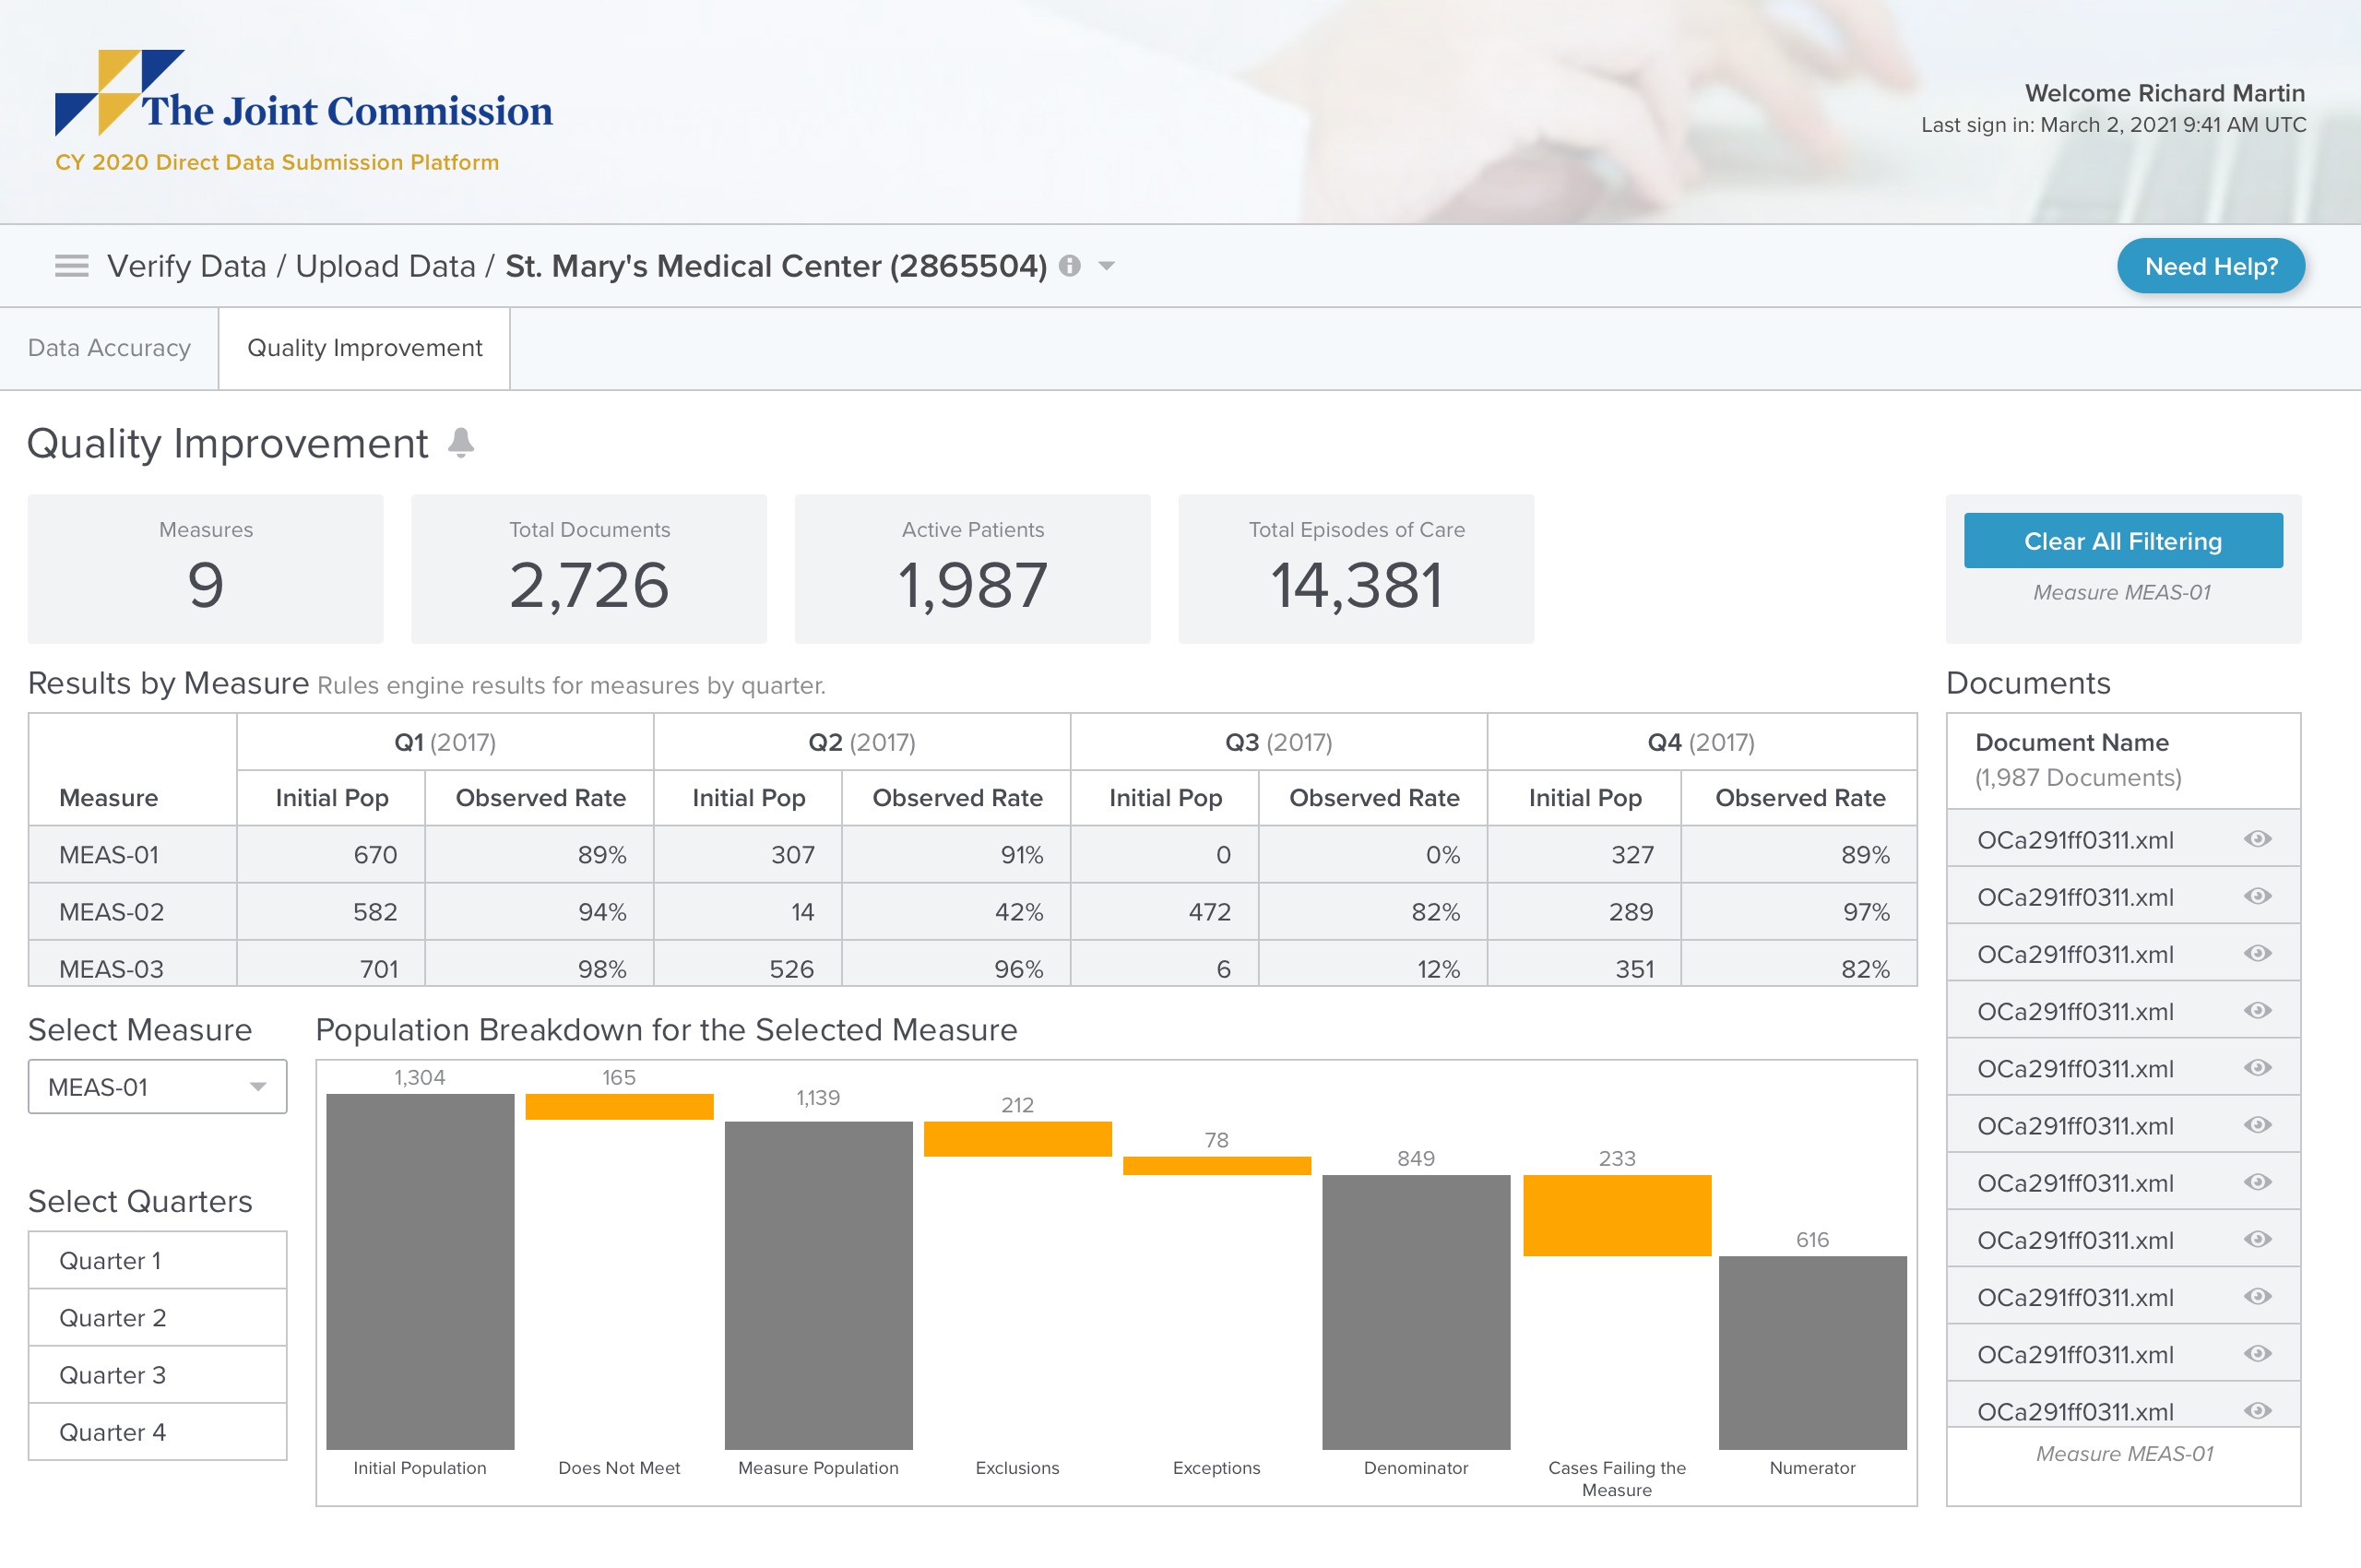 The Joint Commission
CY 2020 Direct Data Submission Platform
Welcome Richard Martin
Last sign in: March 2, 2021 9:41 AM UTC
Verify Data / Upload Data / St. Mary's Medical Center (2865504)
Need Help?
Data Accuracy
Quality Improvement
Quality Improvement
Measures
9
Total Documents
2,726
Active Patients
1,987
Total Episodes of Care
14,381
Clear All Filtering
Measure MEAS-01
Results by Measure Rules engine results for measures by quarter.
Q1 (2017) Q2 (2017) Q3 (2017) Q4 (2017)
Measure Initial Pop Observed Rate Initial Pop Observed Rate Initial Pop Observed Rate Initial Pop Observed Rate
MEAS-01 670 89% 307 91% 0 0% 327 89%
MEAS-02 582 94% 14 42% 472 82% 289 97%
MEAS-03 701 98% 526 96% 6 12% 351 82%
Documents
Document Name
(1,987 Documents)
OCa291ff0311.xml
OCa291ff0311.xml
OCa291ff0311.xml
OCa291ff0311.xml
OCa291ff0311.xml
OCa291ff0311.xml
OCa291ff0311.xml
OCa291ff0311.xml
OCa291ff0311.xml
OCa291ff0311.xml
OCa291ff0311.xml
Measure MEAS-01
Select Measure
MEAS-01
Select Quarters
Quarter 1
Quarter 2
Quarter 3
Quarter 4
Population Breakdown for the Selected Measure
1,304
165
1,139
212
78
849
233
616
Initial Population
Does Not Meet
Measure Population
Exclusions
Exceptions
Denominator
Cases Failing the
Measure
Numerator